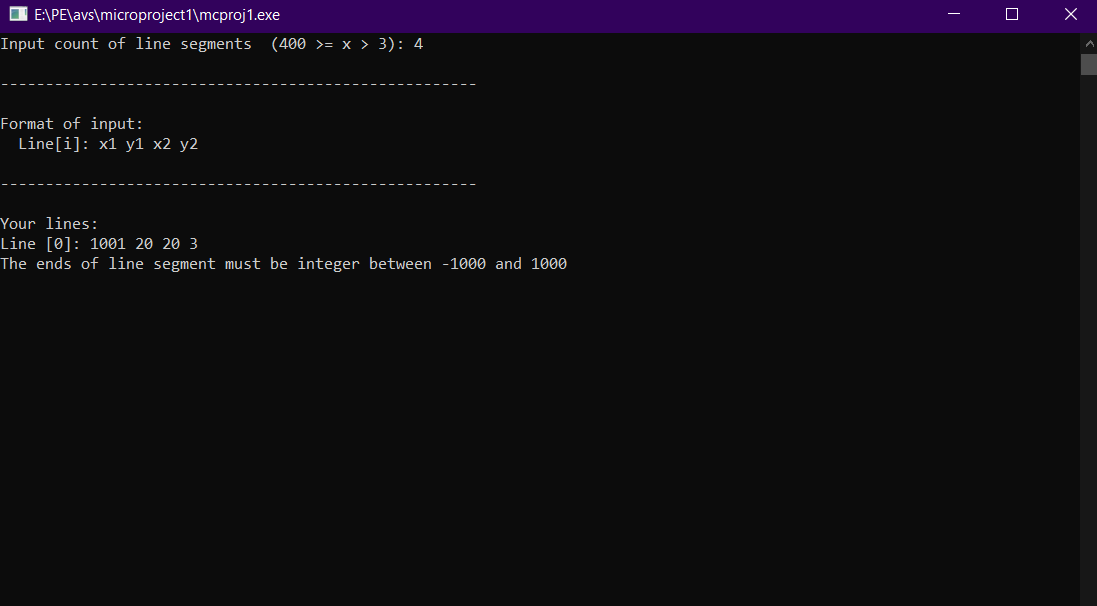 E:\PE\avs\microproject1\mcproj1.exe
Input count of line segments  (400 >= x > 3): 4
-----------------------------------------------------
Format of input:
  Line[i]: x1 y1 x2 y2
-----------------------------------------------------
Your lines:
Line [0]: 1001 20 20 3
The ends of line segment must be integer between -1000 and 1000